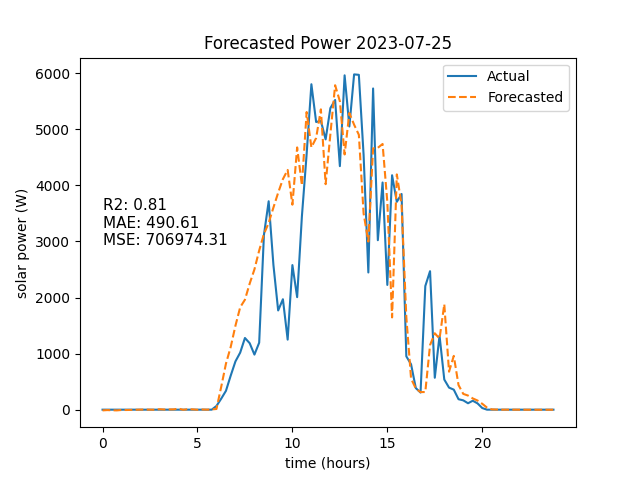 Forecasted Power 2023-07-25
6000
5000
4000
3000
2000
1000
0
solar power (W)
Actual
Forecasted
R2: 0.81
MAE: 490.61
MSE: 706974.31
0 5 10 15 20
time (hours)